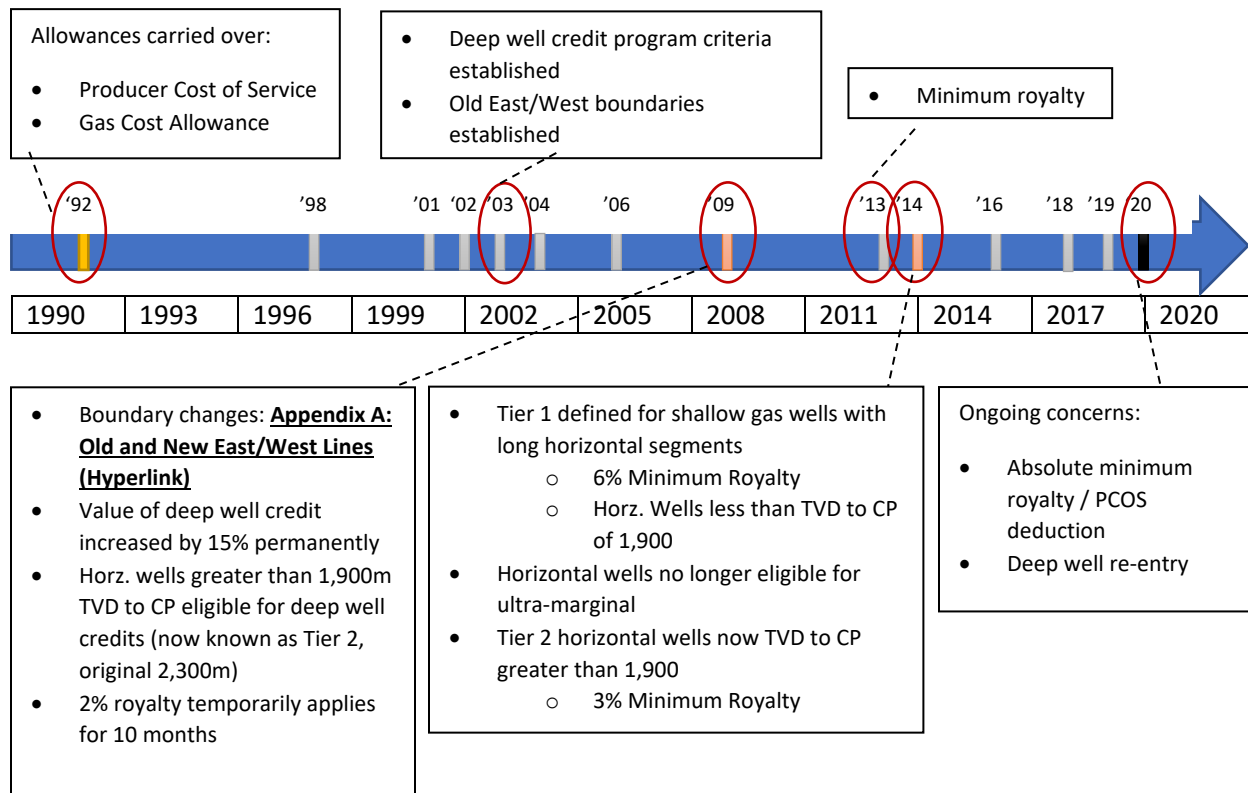 Allowances carried over:
• Producer Cost of Service
• Gas Cost Allowance
• Deep well credit program criteria
established
• Old East/West boundaries
established
• Minimum royalty
‘92 ’98 ’01 ‘02 ‘03 ’04 ’06 ’09 ’13 ’14 ’16 ’18 ’19 ’20
1990 1993 1996 1999 2002 2005 2008 2011 2014 2017 2020
• Boundary changes: Appendix A:
Old and New East/West Lines
(Hyperlink)
• Value of deep well credit
increased by 15% permanently
• Horz. wells greater than 1,900m
TVD to CP eligible for deep well
credits (now known as Tier 2,
original 2,300m)
• 2% royalty temporarily applies
for 10 months
• Tier 1 defined for shallow gas wells with
long horizontal segments
o 6% Minimum Royalty
o Horz. Wells less than TVD to CP
of 1,900
• Horizontal wells no longer eligible for
ultra-marginal
• Tier 2 horizontal wells now TVD to CP
greater than 1,900
o 3% Minimum Royalty
Ongoing concerns:
• Absolute minimum
royalty / PCOS
deduction
• Deep well re-entry